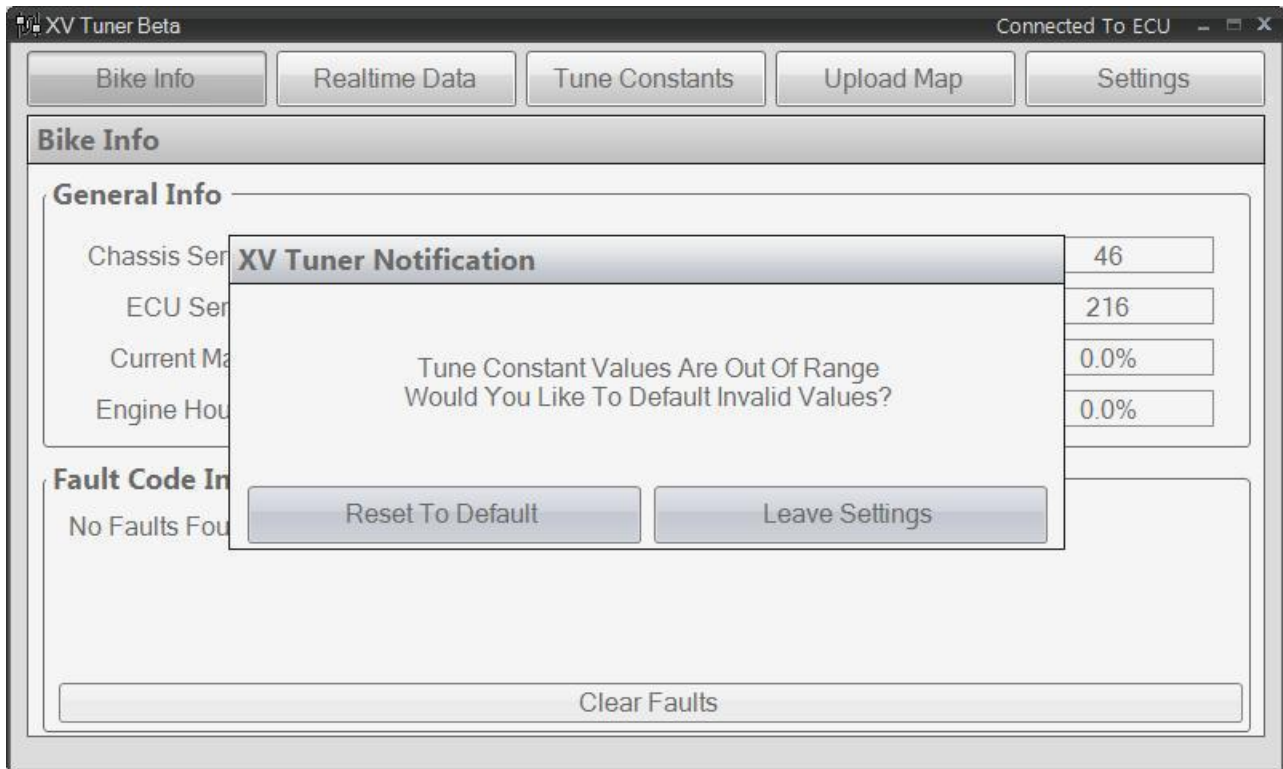 XV Tuner Beta
Connected To ECU
Bike Info
Realtime Data
Tune Constants
Upload Map
Settings
Bike Info
General Info
Chassis Ser
46
ECU Ser
216
Current Ma
0.0%
Engine Hou
0.0%
XV Tuner Notification
Tune Constant Values Are Out Of Range
Would You Like To Default Invalid Values?
Reset To Default
Leave Settings
Fault Code In
No Faults Fou
Clear Faults